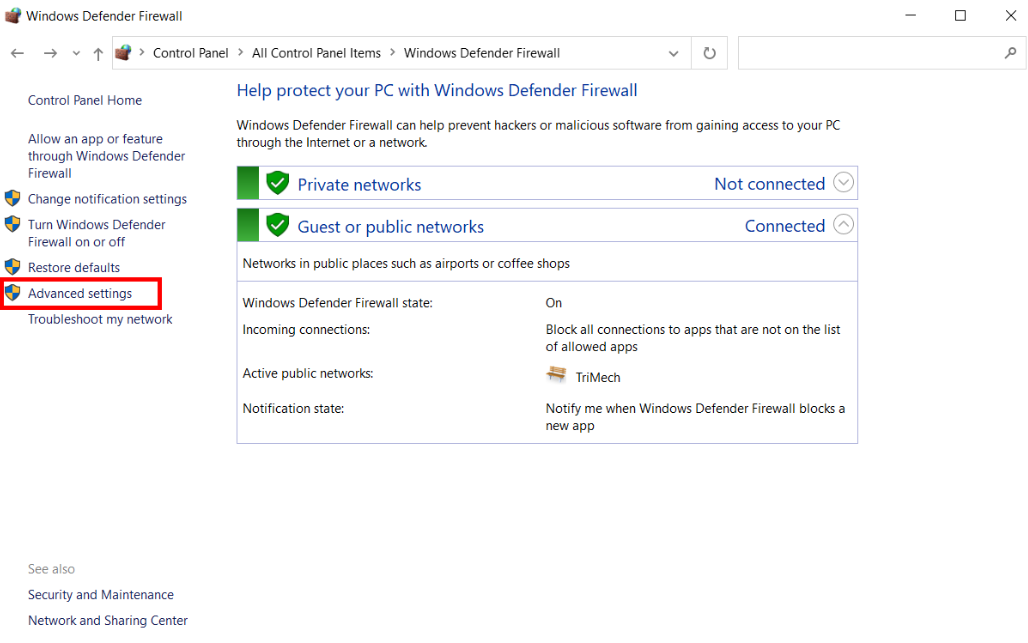 Windows Defender Firewall
Control Panel > All Control Panel Items > Windows Defender Firewall
Control Panel Home
Allow an app or feature
through Windows Defender
Firewall
Change notification settings
Turn Windows Defender
Firewall on or off
Restore defaults
Advanced settings
Troubleshoot my network
Help protect your PC with Windows Defender Firewall
Windows Defender Firewall can help prevent hackers or malicious software from gaining access to your PC
through the Internet or a network.
Private networks Not connected
Guest or public networks Connected
Networks in public places such as airports or coffee shops
Windows Defender Firewall state: On
Incoming connections: Block all connections to apps that are not on the list
of allowed apps
Active public networks: TriMech
Notification state: Notify me when Windows Defender Firewall blocks a
new app
See also
Security and Maintenance
Network and Sharing Center